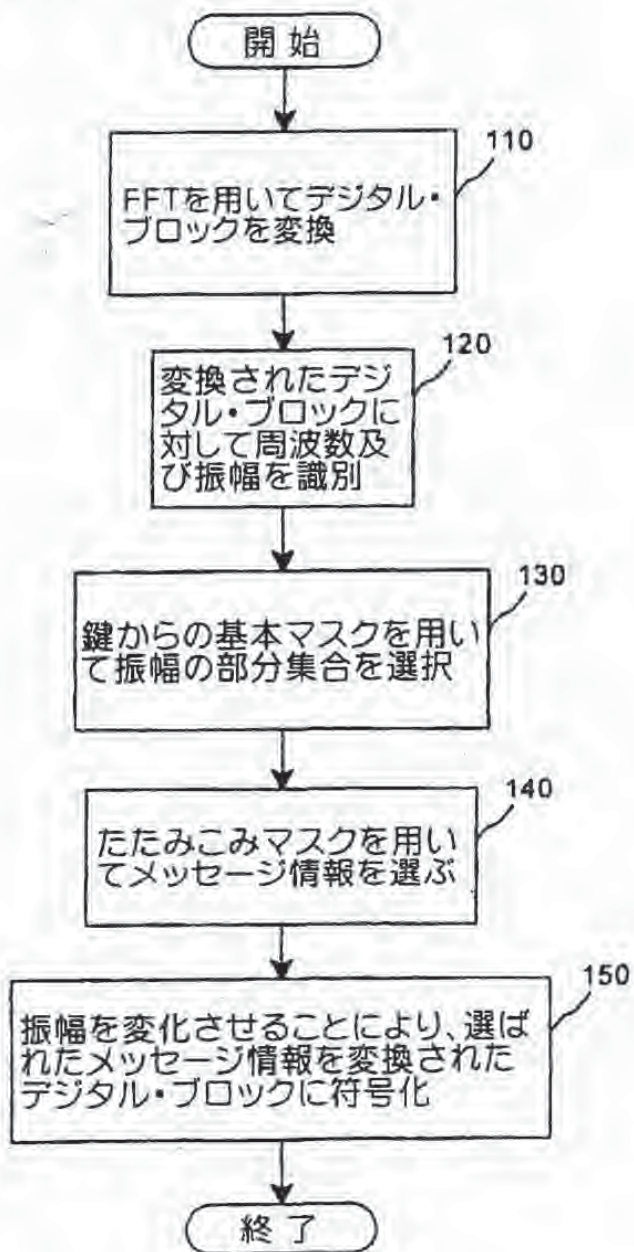 開始
110
FFTを用いてデジタル・
ブロックを変換
120
変換されたデジ
タル・ブロックに
対して周波数及
び振幅を識別
130
鍵からの基本マスクを用い
て振幅の部分集合を選択
140
たたみこみマスクを用い
てメッセージ情報を選ぶ
150
振幅を変化させることにより、選ば
れたメッセージ情報を変換された
デジタル・ブロックに符号化
終了